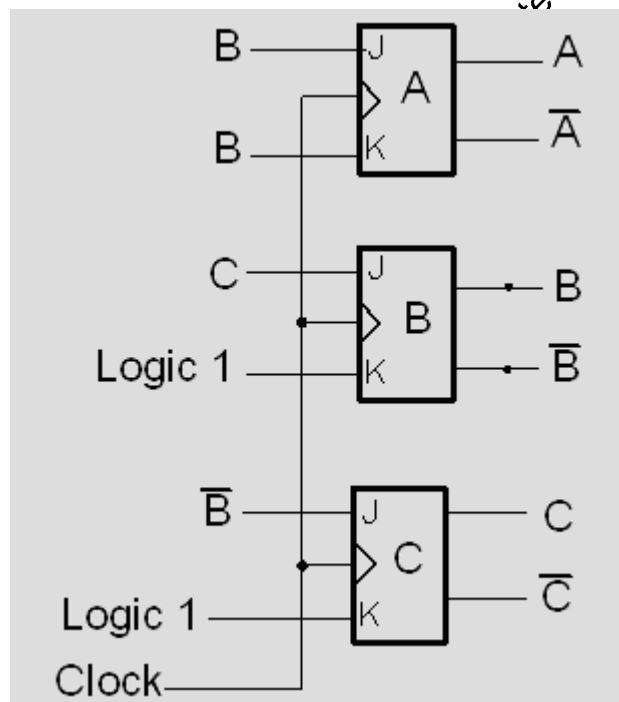 B J A A
B K A̅
C J B B
Logic 1 K B̅
B̅ J C C
Logic 1 K C̅
Clock